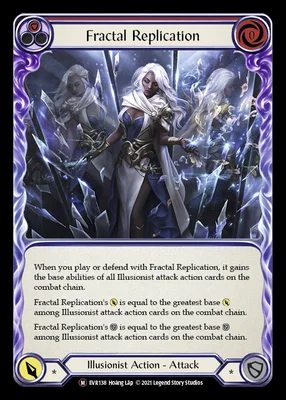 Fractal Replication
When you play or defend with Fractal Replication, it gains
the base abilities of all Illusionist attack action cards on the
combat chain.
Fractal Replication's is equal to the greatest base
among Illusionist attack action cards on the combat chain.
Fractal Replication's is equal to the greatest base
among Illusionist attack action cards on the combat chain.
* Illusionist Action - Attack *
M EVR138 Hoàng Lập © 2021 Legend Story Studios